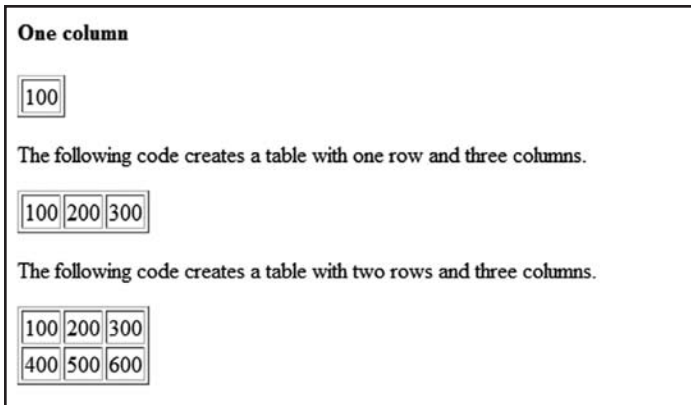 One column
100
The following code creates a table with one row and three columns.
100 200 300
The following code creates a table with two rows and three columns.
100 200 300
400 500 600